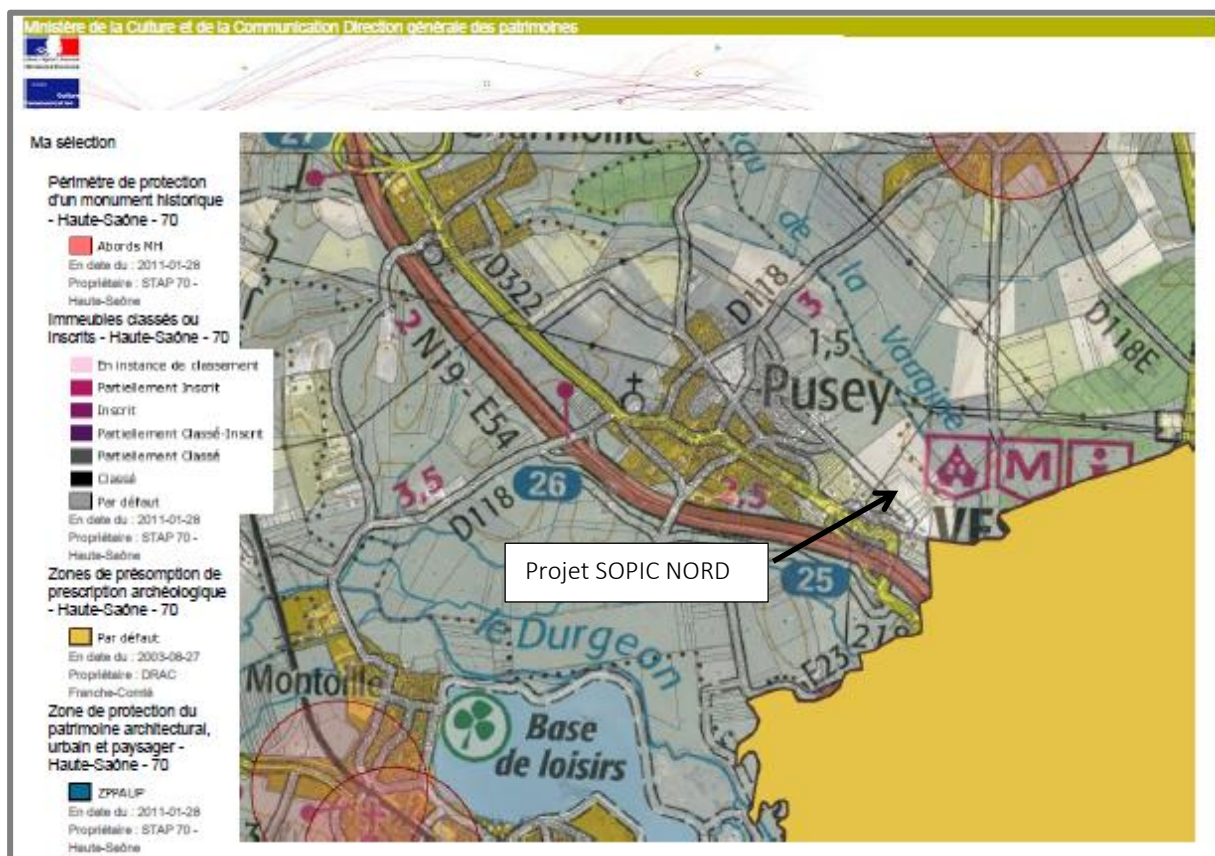 Ministère de la Culture et de la Communication Direction générale des patrimoines
Ma sélection
Périmètre de protection
d'un monument historique
- Haute-Saône - 70
Abords MH
En date du : 2011-01-28
Propriétaire : STAP 70 -
Haute-Saône
Immeubles classés ou
Inscrits - Haute-Saône - 70
En instance de classement
Partiellement Inscrit
Inscrit
Partiellement Classé-Inscrit
Partiellement Classé
Classé
Par défaut
En date du : 2011-01-28
Propriétaire : STAP 70 -
Haute-Saône
Zones de présomption de
prescription archéologique
- Haute-Saône - 70
Par défaut
En date du : 2003-08-27
Propriétaire : DRAC
Franche-Comté
Zone de protection du
patrimoine architectural,
urbain et paysager -
Haute-Saône - 70
ZPPAUP
En date du : 2011-01-28
Propriétaire : STAP 70 -
Haute-Saône
27
Charmoille
Rau
de
la
Vaugine
D322
D118
3
1,5
D118E
2
N19 - E54
Pusey
M
i
3,5
D118
26
2,5
VES
Projet SOPIC NORD
25
le Durgeon
E23
218
Montoille
Base
de loisirs